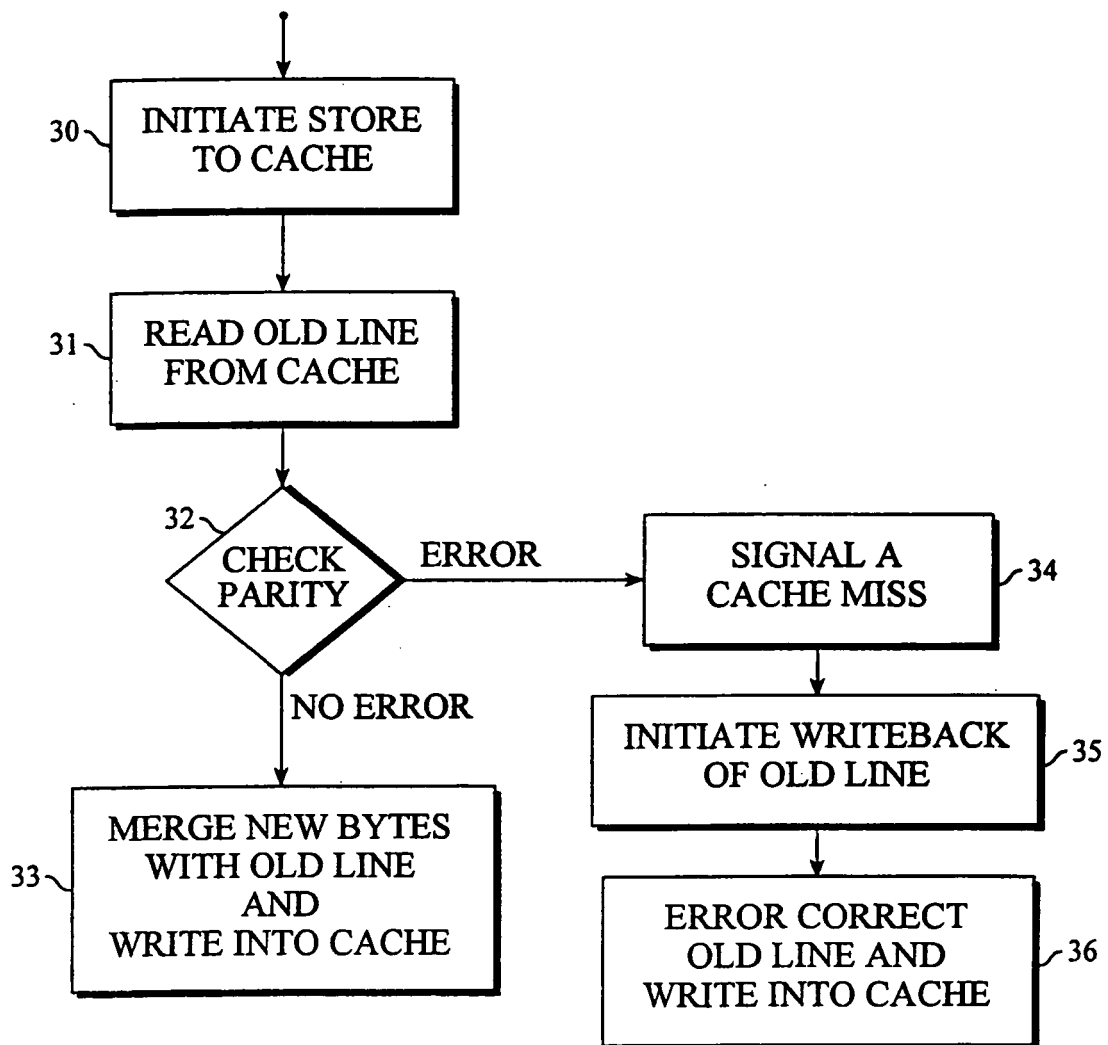 30
INITIATE STORE
TO CACHE
31
READ OLD LINE
FROM CACHE
32
CHECK
PARITY
ERROR
SIGNAL A
CACHE MISS
34
NO ERROR
INITIATE WRITEBACK
OF OLD LINE
35
33
MERGE NEW BYTES
WITH OLD LINE
AND
WRITE INTO CACHE
ERROR CORRECT
OLD LINE AND
WRITE INTO CACHE
36